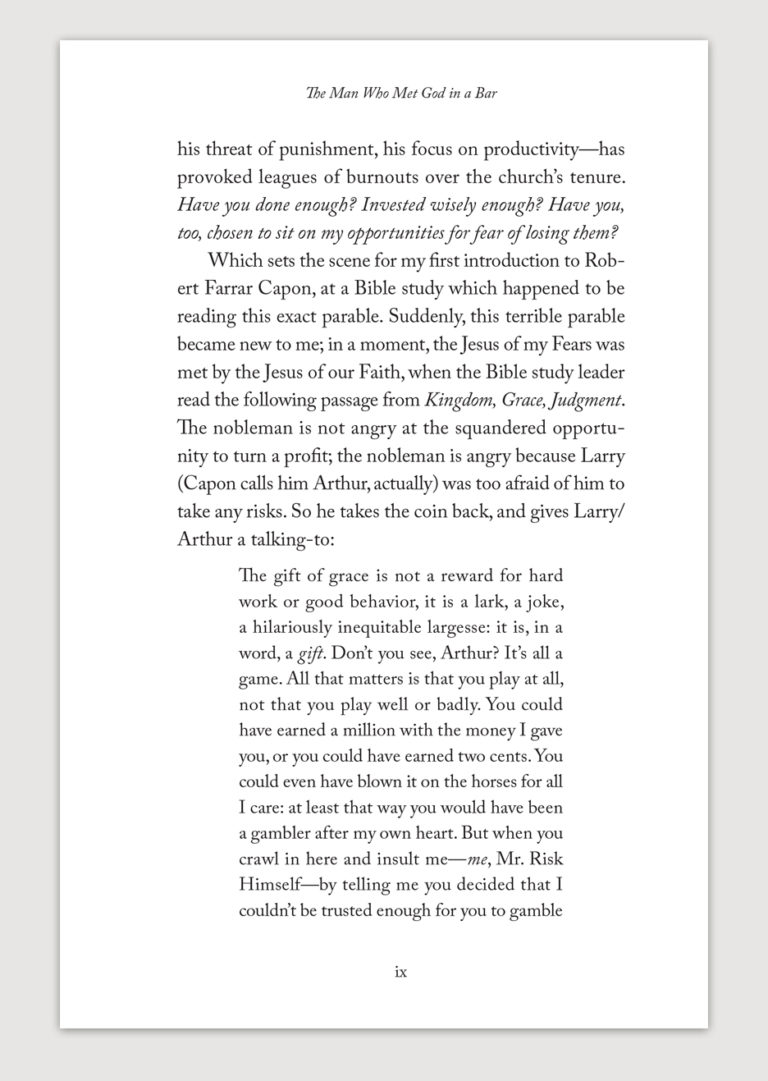 The Man Who Met God in a Bar
his threat of punishment, his focus on productivity—has
provoked leagues of burnouts over the church’s tenure.
Have you done enough? Invested wisely enough? Have you,
too, chosen to sit on my opportunities for fear of losing them?
Which sets the scene for my first introduction to Rob-
ert Farrar Capon, at a Bible study which happened to be
reading this exact parable. Suddenly, this terrible parable
became new to me; in a moment, the Jesus of my Fears was
met by the Jesus of our Faith, when the Bible study leader
read the following passage from Kingdom, Grace, Judgment.
The nobleman is not angry at the squandered opportu-
nity to turn a profit; the nobleman is angry because Larry
(Capon calls him Arthur, actually) was too afraid of him to
take any risks. So he takes the coin back, and gives Larry/
Arthur a talking-to:
The gift of grace is not a reward for hard
work or good behavior, it is a lark, a joke,
a hilariously inequitable largesse: it is, in a
word, a gift. Don’t you see, Arthur? It’s all a
game. All that matters is that you play at all,
not that you play well or badly. You could
have earned a million with the money I gave
you, or you could have earned two cents. You
could even have blown it on the horses for all
I care: at least that way you would have been
a gambler after my own heart. But when you
crawl in here and insult me—me, Mr. Risk
Himself—by telling me you decided that I
couldn’t be trusted enough for you to gamble
ix